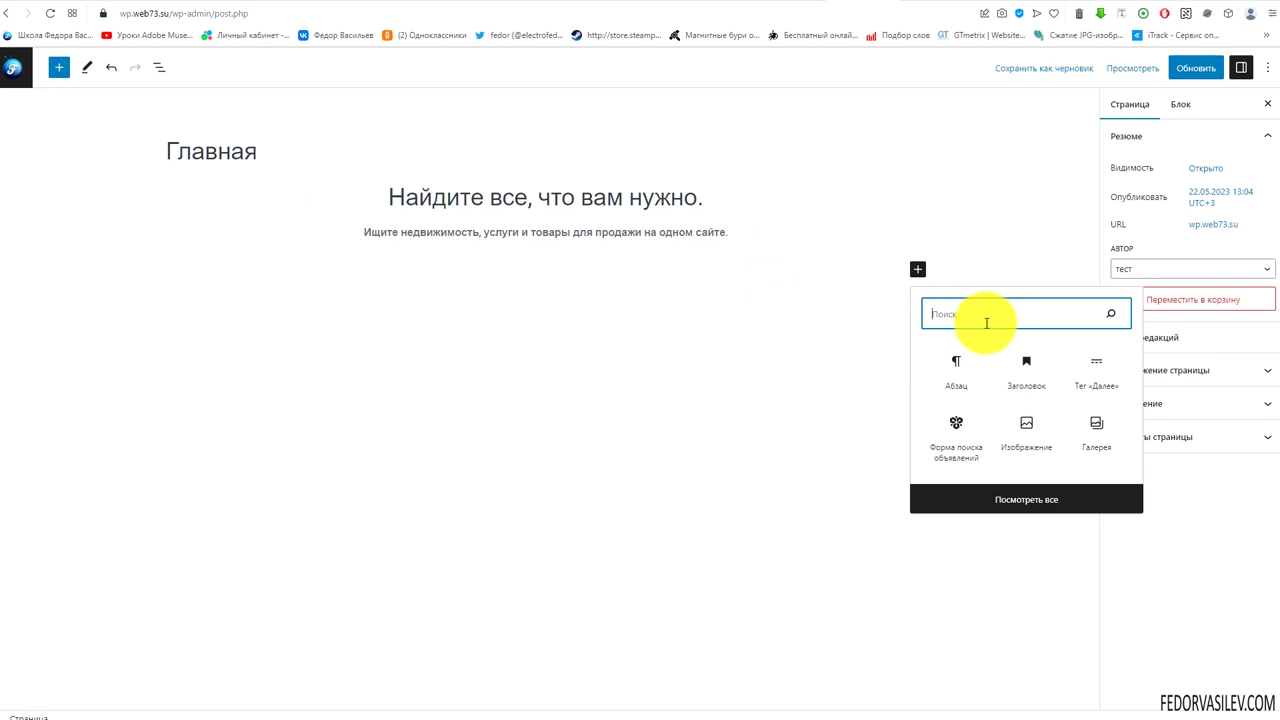 wp.web73.su/wp-admin/post.php
Школа Федора Вас...
Уроки Adobe Muse...
Личный кабинет -...
Федор Васильев
(2) Одноклассники
fedor (@electrofed...
http://store.steamp...
Магнитные бури о...
Бесплатный онлай...
Подбор слов
GT GTmetrix | Website...
Сжатие JPG-изобр...
iTrack - Сервис оп...
Сохранить как черновик
Просмотреть
Обновить
Страница
Блок
Главная
Резюме
Найдите все, что вам нужно.
Видимость
Открыто
Опубликовать
22.05.2023 13:04
UTC+3
Ищите недвижимость, услуги и товары для продажи на одном сайте.
URL
wp.web73.su
АВТОР
тест
Переместить в корзину
Поиск
редакций
жение страницы
Абзац
Заголовок
Тег «Далее»
ение
ы страницы
Форма поиска
объявлений
Изображение
Галерея
Посмотреть все
FEDORVASILEV.COM
Страница